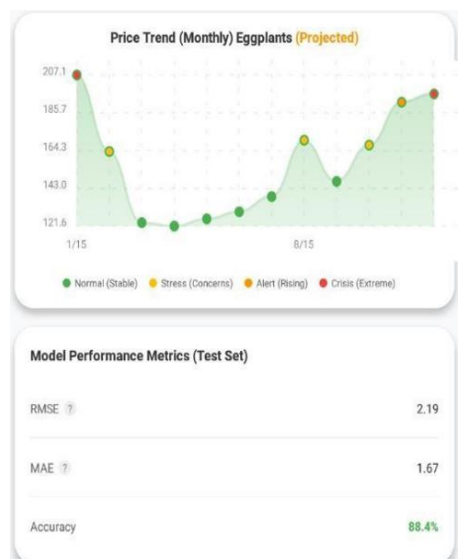 Price Trend (Monthly) Eggplants (Projected)
207.1
185.7
164.3
143.0
121.6
1/15 8/15
Normal (Stable) Stress (Concerns) Alert (Rising) Crisis (Extreme)
Model Performance Metrics (Test Set)
RMSE ? 2.19
MAE ? 1.67
Accuracy 88.4%